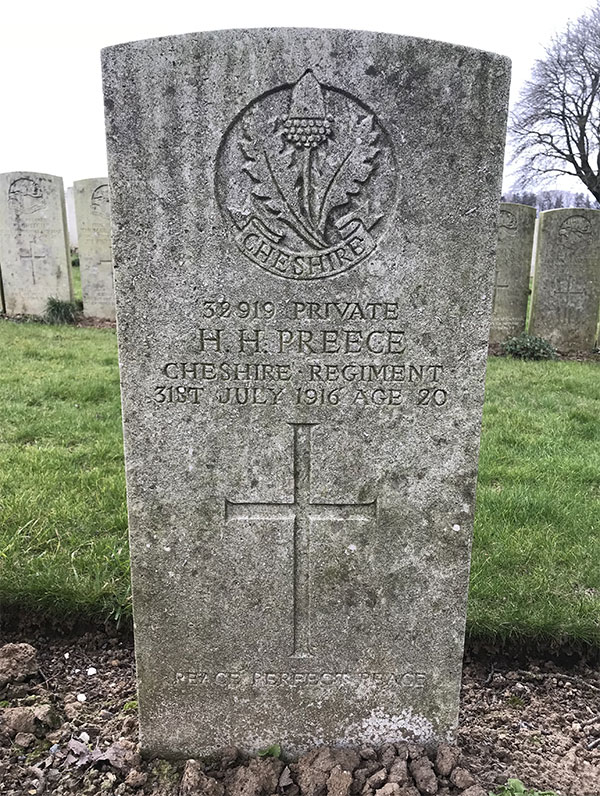 CHESHIRE
32919 PRIVATE
H. H. PREECE
CHESHIRE REGIMENT
31ST JULY 1916 AGE 20
PEACE PERFECT PEACE